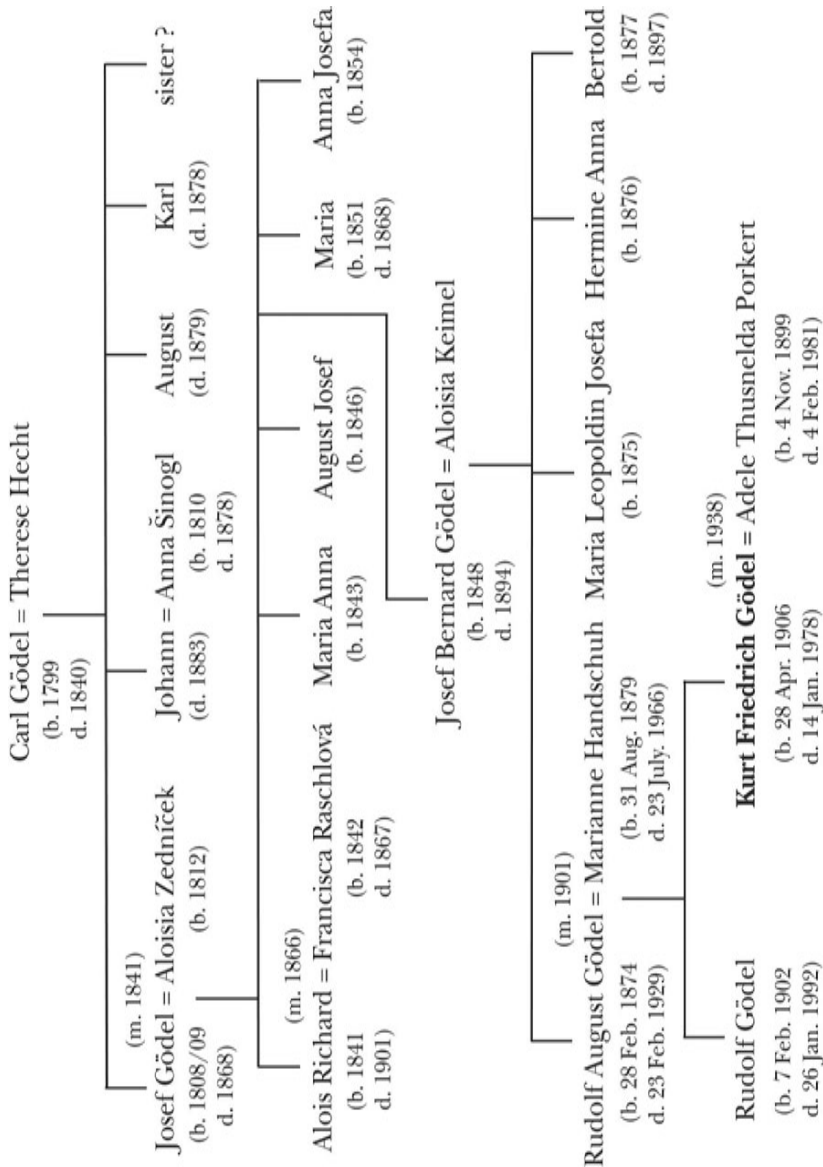 Carl Gödel = Therese Hecht
(b. 1799
d. 1840)
(m. 1841)
Josef Gödel = Aloisia Zedníček
(b. 1808/09
d. 1868)
(b. 1812)
Johann = Anna Šinogl
(d. 1883)
(b. 1810
d. 1878)
August
(d. 1879)
Karl
(d. 1878)
sister ?
(m. 1866)
Alois Richard = Francisca Raschlová
(b. 1841
d. 1901)
(b. 1842
d. 1867)
Maria Anna
(b. 1843)
August Josef
(b. 1846)
Maria
(b. 1851
d. 1868)
Anna Josefa
(b. 1854)
Josef Bernard Gödel = Aloisia Keimel
(b. 1848
d. 1894)
(m. 1901)
Rudolf August Gödel = Marianne Handschuh
(b. 28 Feb. 1874
d. 23 Feb. 1929)
(b. 31 Aug. 1879
d. 23 July. 1966)
Maria Leopoldin Josefa
(b. 1875)
Hermine Anna
(b. 1876)
Bertold
(b. 1877
d. 1897)
Rudolf Gödel
(b. 7 Feb. 1902
d. 26 Jan. 1992)
(m. 1938)
Kurt Friedrich Gödel = Adele Thusnelda Porkert
(b. 28 Apr. 1906
d. 14 Jan. 1978)
(b. 4 Nov. 1899
d. 4 Feb. 1981)